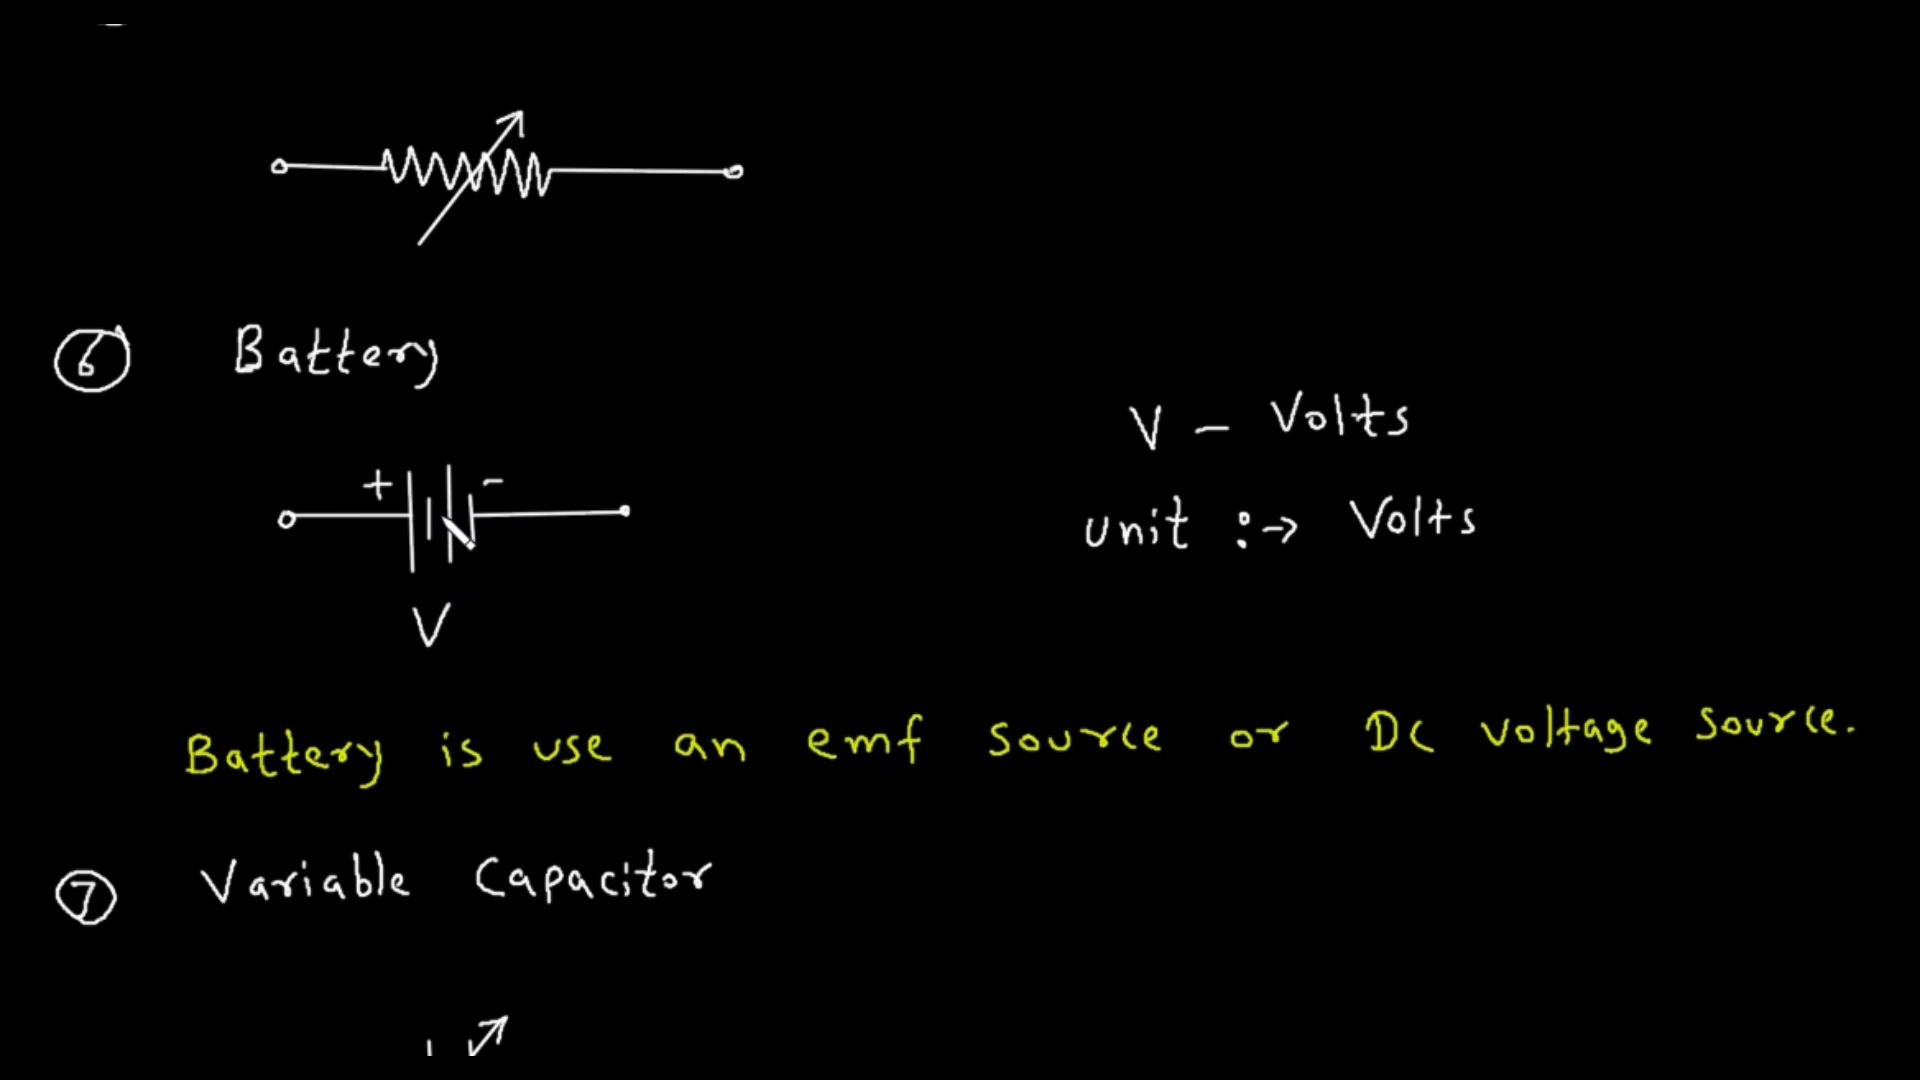 6 Battery
V - Volts
+ -
unit :→ Volts
V
Battery is use an emf source or DC voltage source.
7 Variable Capacitor